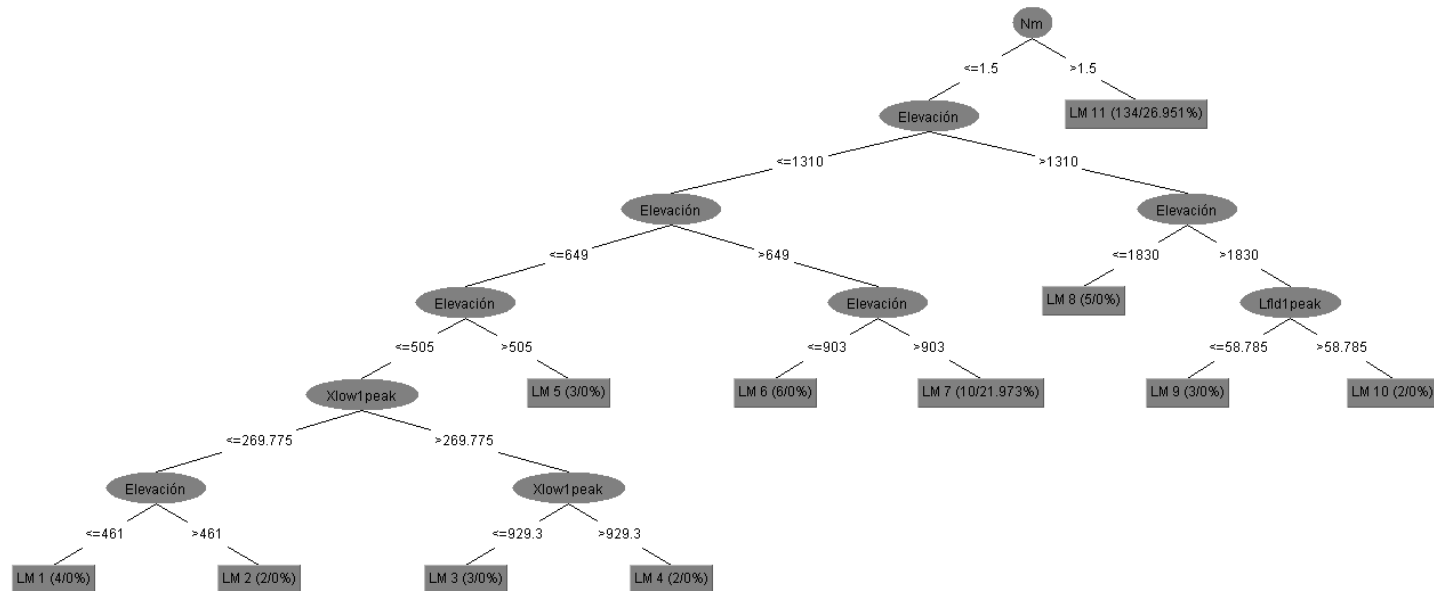 Nm
<=1.5 >1.5
Elevación LM 11 (134/26.951%)
<=1310 >1310
Elevación Elevación
<=649 >649 <=1830 >1830
Elevación Elevación LM 8 (5/0%) Lfld1peak
<=505 >505 <=903 >903 <=58.785 >58.785
Xlow1peak LM 5 (3/0%) LM 6 (6/0%) LM 7 (10/21.973%) LM 9 (3/0%) LM 10 (2/0%)
<=269.775 >269.775
Elevación Xlow1peak
<=461 >461 <=929.3 >929.3
LM 1 (4/0%) LM 2 (2/0%) LM 3 (3/0%) LM 4 (2/0%)